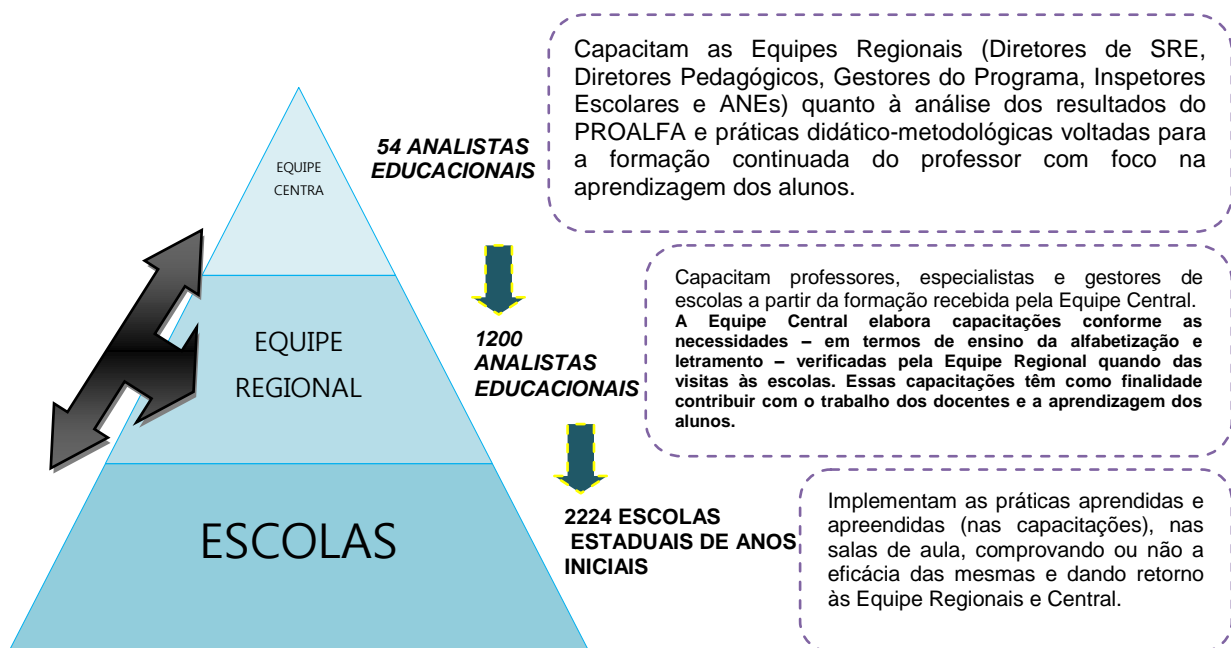 EQUIPE
CENTRA
54 ANALISTAS
EDUCACIONAIS
Capacitam as Equipes Regionais (Diretores de SRE,
Diretores Pedagógicos, Gestores do Programa, Inspetores
Escolares e ANEs) quanto à análise dos resultados do
PROALFA e práticas didático-metodológicas voltadas para
a formação continuada do professor com foco na
aprendizagem dos alunos.
EQUIPE
REGIONAL
1200
ANALISTAS
EDUCACIONAIS
Capacitam professores, especialistas e gestores de
escolas a partir da formação recebida pela Equipe Central.
A Equipe Central elabora capacitações conforme as
necessidades – em termos de ensino da alfabetização e
letramento – verificadas pela Equipe Regional quando das
visitas às escolas. Essas capacitações têm como finalidade
contribuir com o trabalho dos docentes e a aprendizagem dos
alunos.
ESCOLAS
2224 ESCOLAS
ESTADUAIS DE ANOS
INICIAIS
Implementam as práticas aprendidas e
apreendidas (nas capacitações), nas
salas de aula, comprovando ou não a
eficácia das mesmas e dando retorno
às Equipe Regionais e Central.